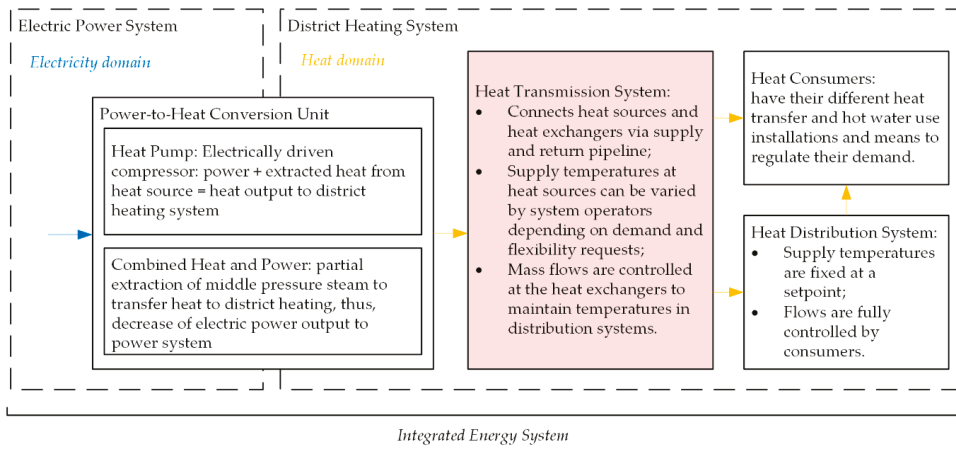 Electric Power System
Electricity domain
District Heating System
Heat domain
Power-to-Heat Conversion Unit
Heat Pump: Electrically driven
compressor: power + extracted heat from
heat source = heat output to district
heating system
Combined Heat and Power: partial
extraction of middle pressure steam to
transfer heat to district heating, thus,
decrease of electric power output to
power system
Heat Transmission System:
• Connects heat sources and
heat exchangers via supply
and return pipeline;
• Supply temperatures at
heat sources can be varied
by system operators
depending on demand and
flexibility requests;
• Mass flows are controlled
at the heat exchangers to
maintain temperatures in
distribution systems.
Heat Consumers:
have their different heat
transfer and hot water use
installations and means to
regulate their demand.
Heat Distribution System:
• Supply temperatures
are fixed at a
setpoint;
• Flows are fully
controlled by
consumers.
Integrated Energy System